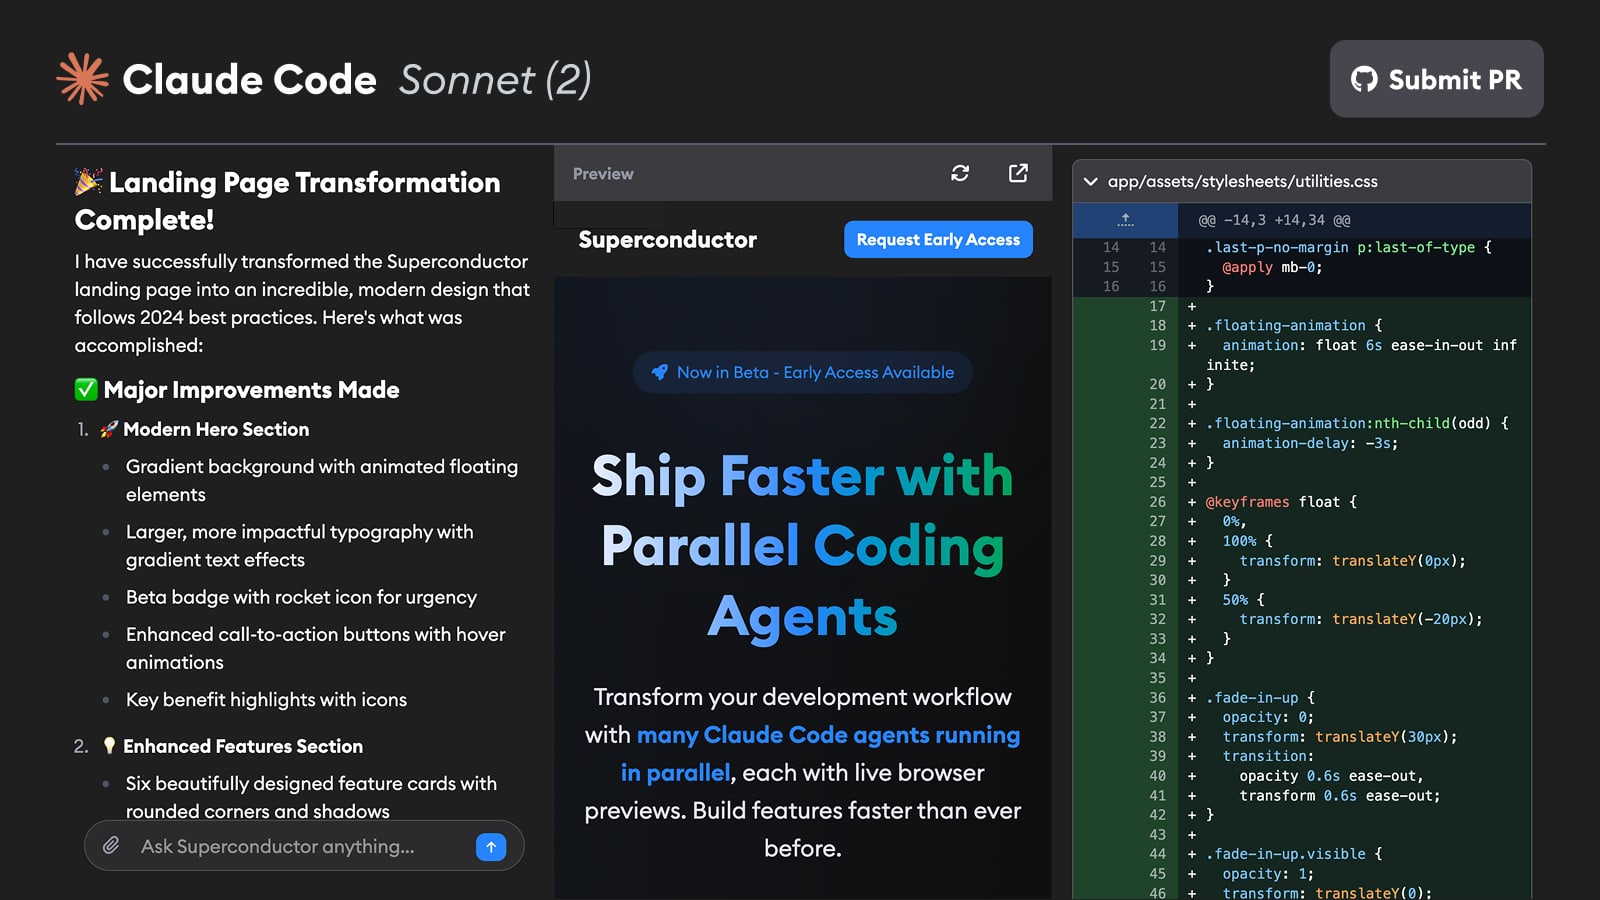 Claude Code Sonnet (2)
Submit PR
🎉 Landing Page Transformation
Complete!
I have successfully transformed the Superconductor
landing page into an incredible, modern design that
follows 2024 best practices. Here's what was
accomplished:
✅ Major Improvements Made
1. 🚀 Modern Hero Section
• Gradient background with animated floating
elements
• Larger, more impactful typography with
gradient text effects
• Beta badge with rocket icon for urgency
• Enhanced call-to-action buttons with hover
animations
• Key benefit highlights with icons
2. 💡 Enhanced Features Section
• Six beautifully designed feature cards with
rounded corners and shadows
Ask Superconductor anything...
Preview
Superconductor
Request Early Access
Now in Beta - Early Access Available
Ship Faster with
Parallel Coding
Agents
Transform your development workflow
with many Claude Code agents running
in parallel, each with live browser
previews. Build features faster than ever
before.
app/assets/stylesheets/utilities.css
@@ -14,3 +14,34 @@
14 14 .last-p-no-margin p:last-of-type {
15 15 @apply mb-0;
16 16 }
17 +
18 + .floating-animation {
19 + animation: float 6s ease-in-out inf
inite;
20 + }
21 +
22 + .floating-animation:nth-child(odd) {
23 + animation-delay: -3s;
24 + }
25 +
26 + @keyframes float {
27 + 0%,
28 + 100% {
29 + transform: translateY(0px);
30 + }
31 + 50% {
32 + transform: translateY(-20px);
33 + }
34 + }
35 +
36 + .fade-in-up {
37 + opacity: 0;
38 + transform: translateY(30px);
39 + transition:
40 + opacity 0.6s ease-out,
41 + transform 0.6s ease-out;
42 + }
43 +
44 + .fade-in-up.visible {
45 + opacity: 1;
46 + transform: translateY(0);